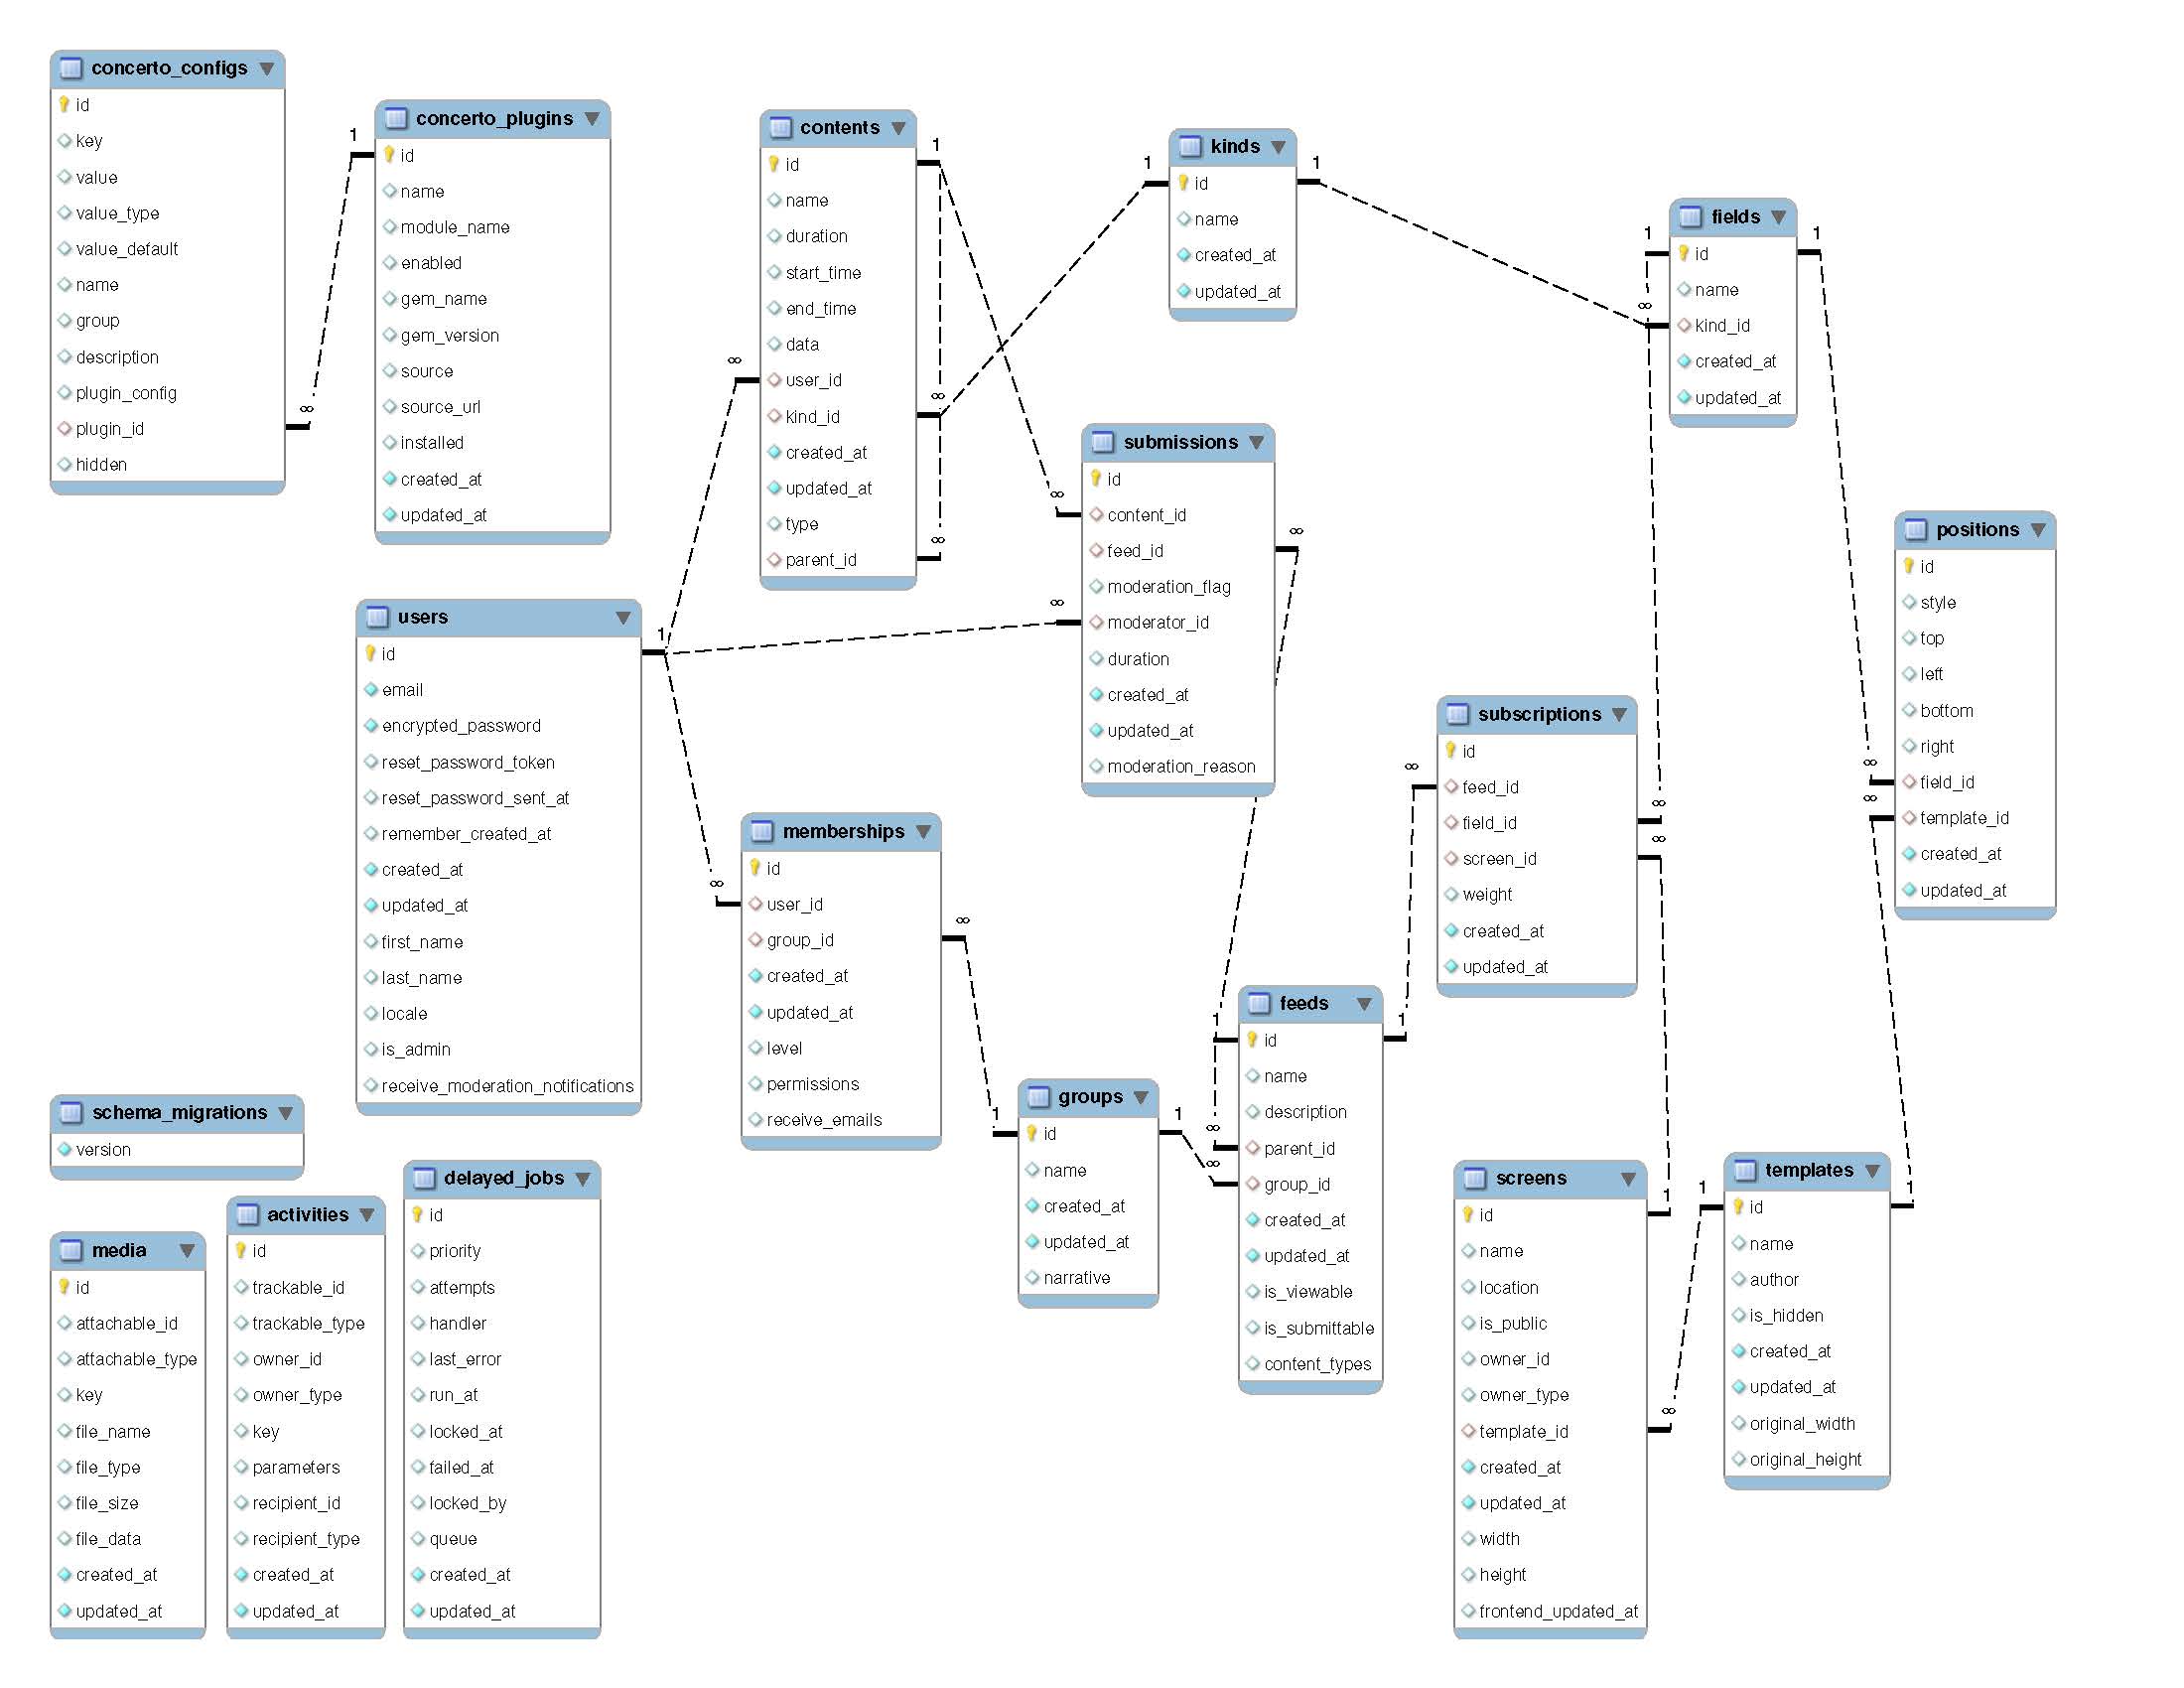 concerto_configs
id
key
value
value_type
value_default
name
group
description
plugin_config
plugin_id
hidden
1
∞
concerto_plugins
id
name
module_name
enabled
gem_name
gem_version
source
source_url
installed
created_at
updated_at
contents
id
name
duration
start_time
end_time
data
user_id
kind_id
created_at
updated_at
type
parent_id
1
∞
∞
∞
kinds
id
name
created_at
updated_at
1
1
fields
id
name
kind_id
created_at
updated_at
1
∞
1
submissions
id
content_id
feed_id
moderation_flag
moderator_id
duration
created_at
updated_at
moderation_reason
∞
∞
∞
positions
id
style
top
left
bottom
right
field_id
template_id
created_at
updated_at
∞
∞
users
id
email
encrypted_password
reset_password_token
reset_password_sent_at
remember_created_at
created_at
updated_at
first_name
last_name
locale
is_admin
receive_moderation_notifications
1
memberships
id
user_id
group_id
created_at
updated_at
level
permissions
receive_emails
∞
∞
subscriptions
id
feed_id
field_id
screen_id
weight
created_at
updated_at
∞
∞
∞
feeds
id
name
description
parent_id
group_id
created_at
updated_at
is_viewable
is_submittable
content_types
1
∞
∞
1
groups
id
name
created_at
updated_at
narrative
1
1
screens
id
name
location
is_public
owner_id
owner_type
template_id
created_at
updated_at
width
height
frontend_updated_at
1
∞
templates
id
name
author
is_hidden
created_at
updated_at
original_width
original_height
1
1
schema_migrations
version
media
id
attachable_id
attachable_type
key
file_name
file_type
file_size
file_data
created_at
updated_at
activities
id
trackable_id
trackable_type
owner_id
owner_type
key
parameters
recipient_id
recipient_type
created_at
updated_at
delayed_jobs
id
priority
attempts
handler
last_error
run_at
locked_at
failed_at
locked_by
queue
created_at
updated_at